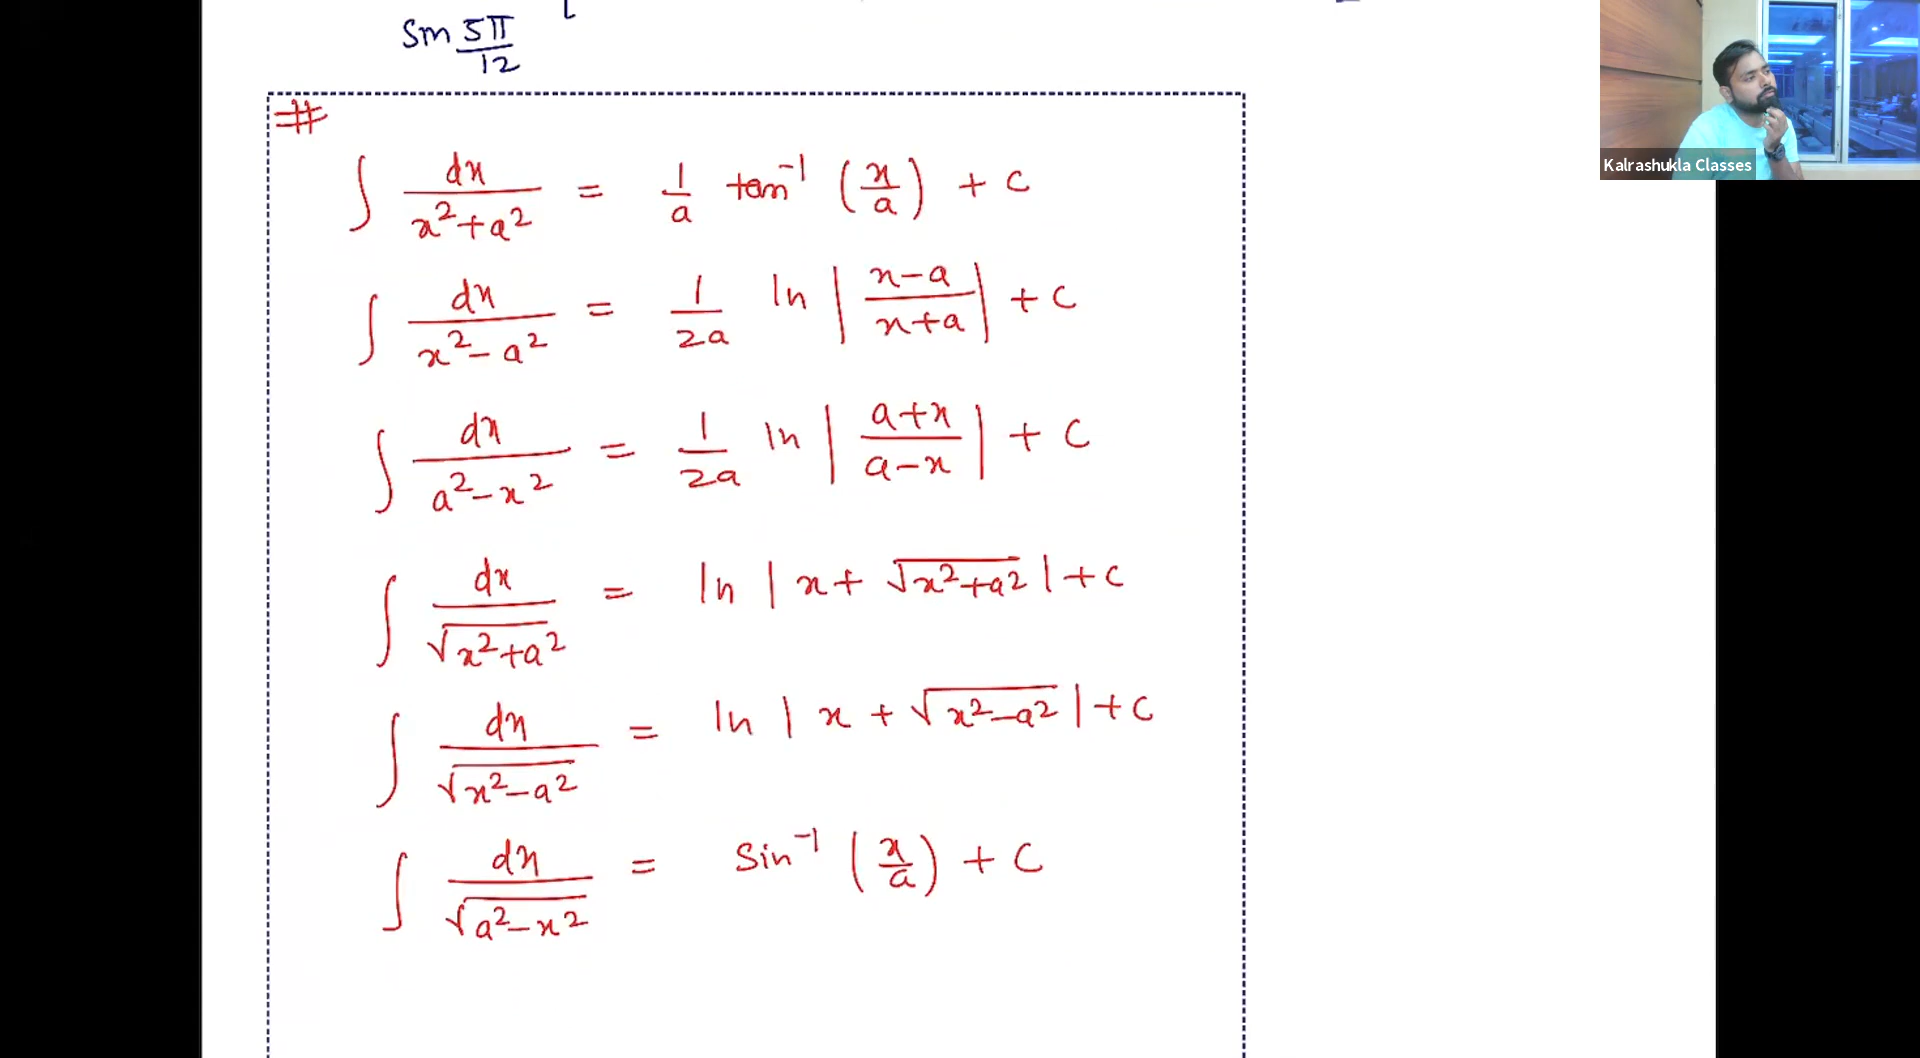 sin 5π/12
#
∫ dx/(x²+a²) = 1/a tan⁻¹ (x/a) + c
∫ dx/(x²-a²) = 1/2a ln |(x-a)/(x+a)| + c
∫ dx/(a²-x²) = 1/2a ln |(a+x)/(a-x)| + c
∫ dx/√(x²+a²) = ln |x+ √(x²+a²)| + c
∫ dx/√(x²-a²) = ln |x + √(x²-a²)| + c
∫ dx/√(a²-x²) = sin⁻¹ (x/a) + c
Kalrashukla Classes